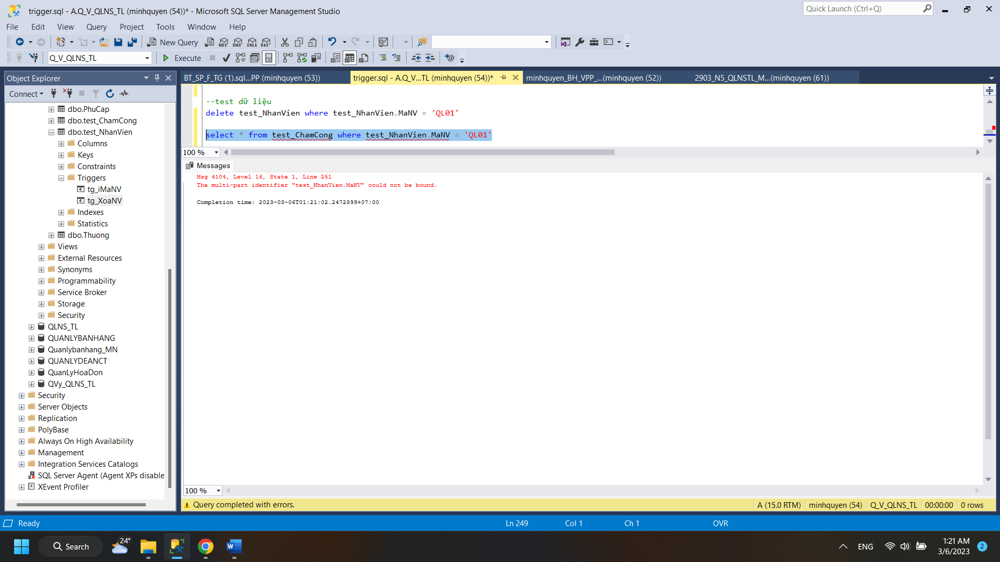 trigger.sql - A.Q_V_QLNS_TL (minhquyen (54))* - Microsoft SQL Server Management Studio
Quick Launch (Ctrl+Q)
File Edit View Query Project Tools Window Help
New Query MDX DMX XMLA DAX
Q_V_QLNS_TL Execute
Object Explorer
BT_SP_F_TG (1).sql...PP (minhquyen (53)) trigger.sql - A.Q_V...TL (minhquyen (54))* minhquyen_BH_VPP_...(minhquyen (52)) 2903_N5_QLNSTL_M...(minhquyen (61))
Connect
dbo.PhuCap
dbo.test_ChamCong
dbo.test_NhanVien
Columns
Keys
Constraints
Triggers
tg_iMaNV
tg_XoaNV
Indexes
Statistics
dbo.Thuong
Views
External Resources
Synonyms
Programmability
Service Broker
Storage
Security
QLNS_TL
QUANLYBANHANG
Quanlybanhang_MN
QUANLYDEANCT
QuanLyHoaDon
QVy_QLNS_TL
Security
Server Objects
Replication
PolyBase
Always On High Availability
Management
Integration Services Catalogs
SQL Server Agent (Agent XPs disable
XEvent Profiler
--test dữ liệu
delete test_NhanVien where test_NhanVien.MaNV = 'QL01'
select * from test_ChamCong where test_NhanVien.MaNV = 'QL01'
100 %
Messages
Msg 4104, Level 16, State 1, Line 251
The multi-part identifier "test_NhanVien.MaNV" could not be bound.
Completion time: 2023-03-06T01:21:02.2472899+07:00
100 %
Query completed with errors. A (15.0 RTM) minhquyen (54) Q_V_QLNS_TL 00:00:00 0 rows
Ready Ln 249 Col 1 Ch 1 OVR
Search 24° ENG 1:21 AM
3/6/2023 2